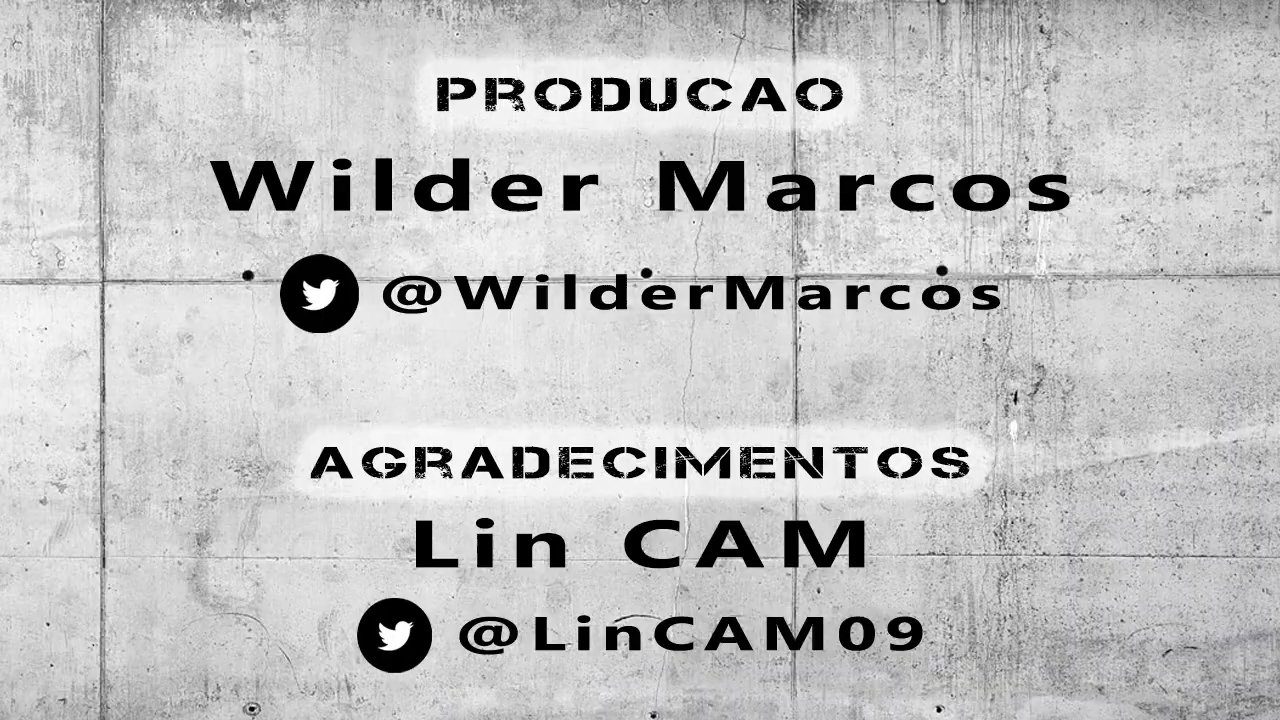 PRODUCAO
Wilder Marcos
@WilderMarcos
AGRADECIMENTOS
Lin CAM
@LinCAM09